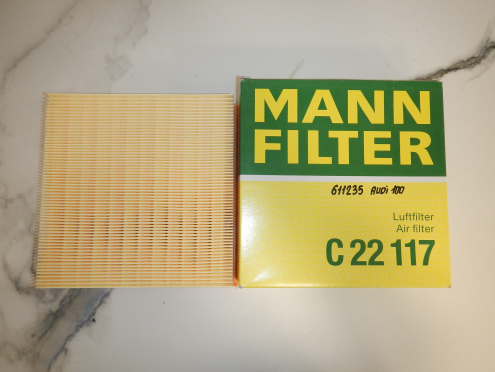 MANN
FILTER
611235 Audi 100
Luftfilter
Air filter
C 22 117